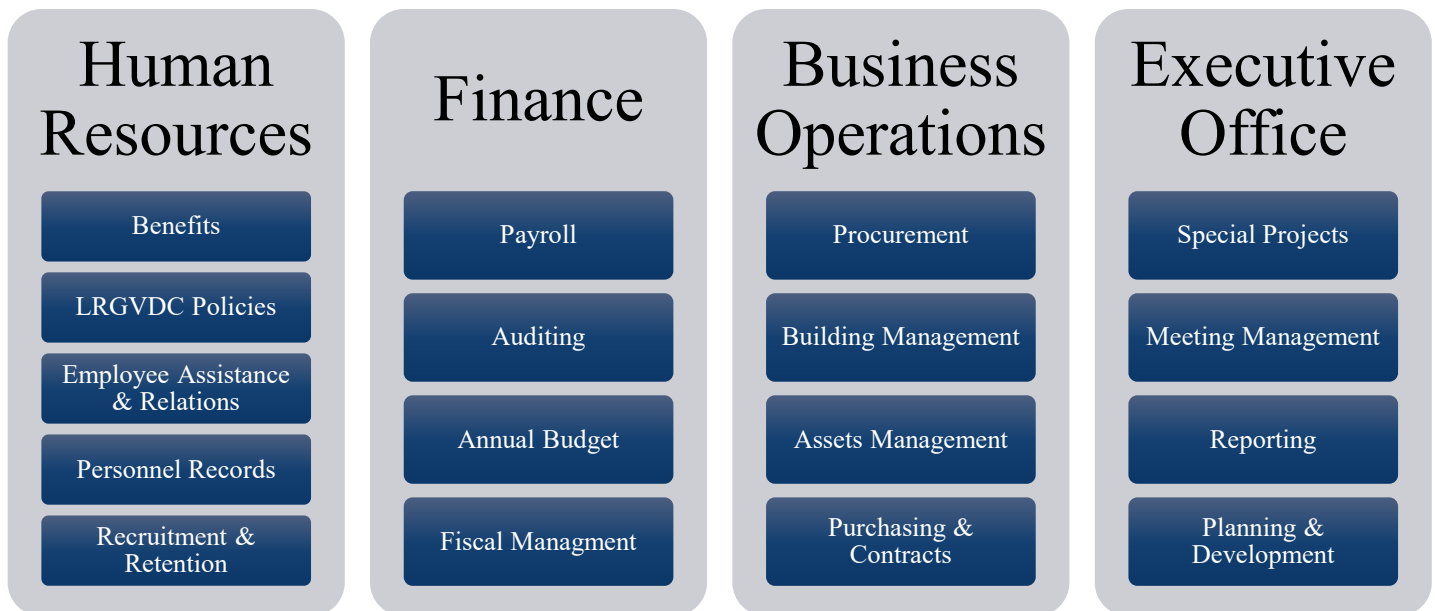 Human
Resources
Benefits
LRGVDC Policies
Employee Assistance
& Relations
Personnel Records
Recruitment &
Retention
Finance
Payroll
Auditing
Annual Budget
Fiscal Managment
Business
Operations
Procurement
Building Management
Assets Management
Purchasing &
Contracts
Executive
Office
Special Projects
Meeting Management
Reporting
Planning &
Development